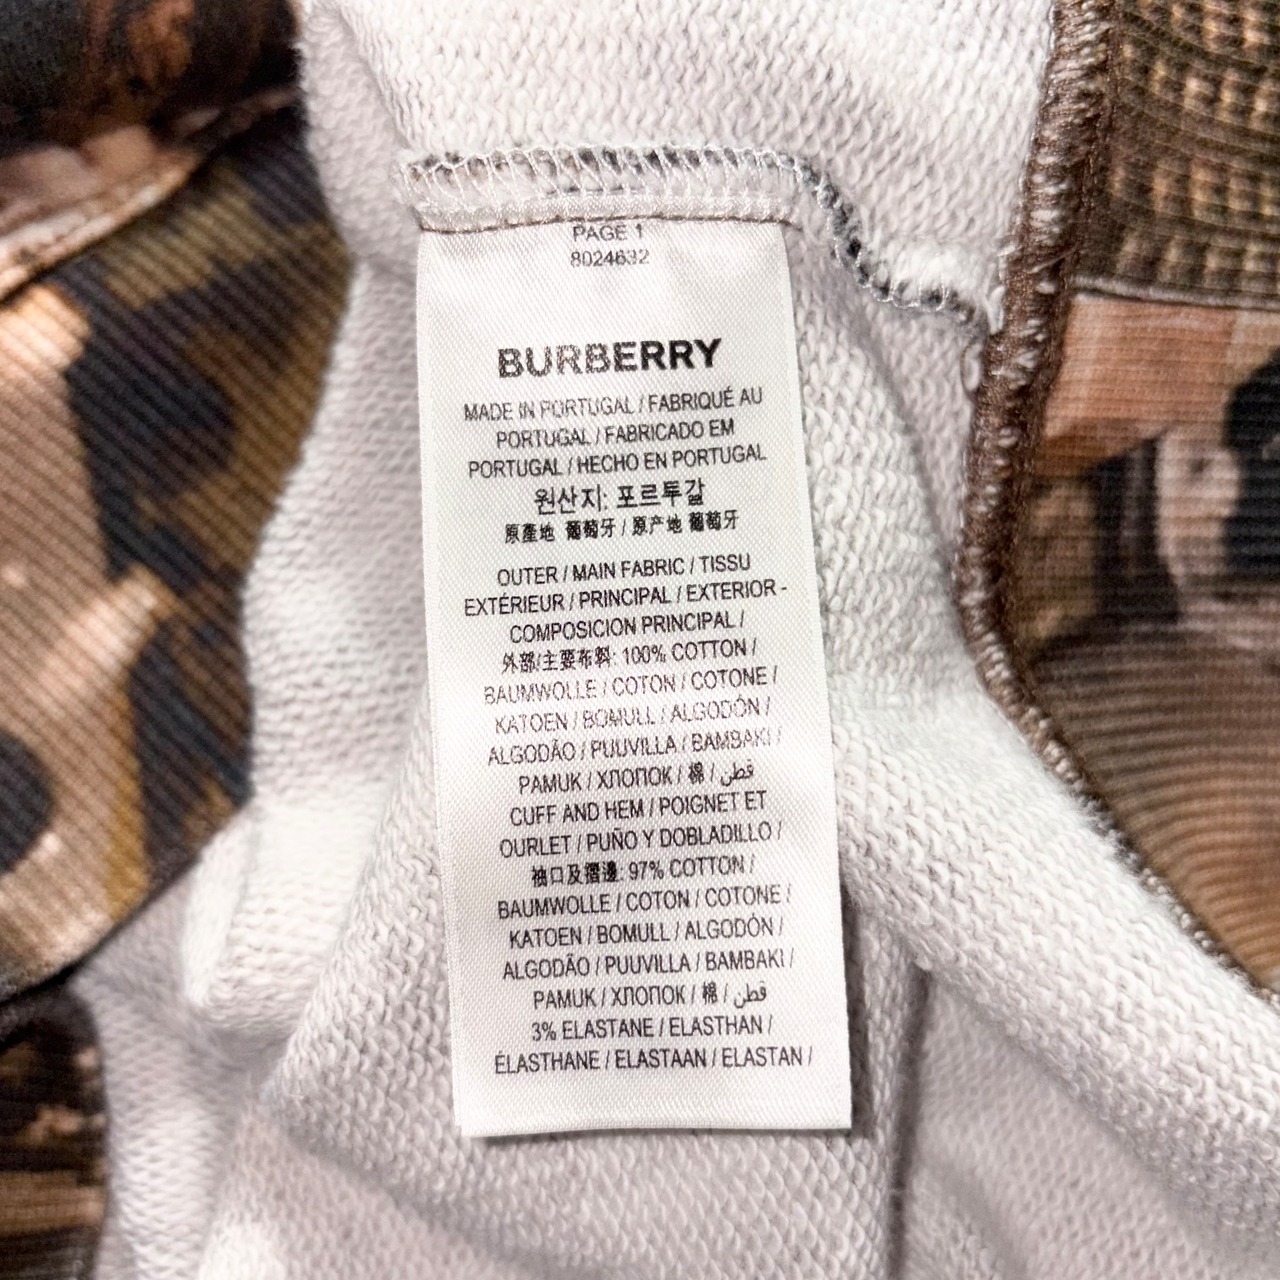 PAGE 1
8024632
BURBERRY
MADE IN PORTUGAL / FABRIQUÉ AU
PORTUGAL / FABRICADO EM
PORTUGAL / HECHO EN PORTUGAL
원산지: 포르투갈
原產地 葡萄牙 / 原产地 葡萄牙
OUTER / MAIN FABRIC / TISSU
EXTÉRIEUR / PRINCIPAL / EXTERIOR -
COMPOSICION PRINCIPAL /
外部/主要布料: 100% COTTON /
BAUMWOLLE / COTON / COTONE /
KATOEN / BOMULL / ALGODÓN /
ALGODÃO / PUUVILLA / BAMBAKI /
PAMUK / ХЛОПОК / 棉 / قطن
CUFF AND HEM / POIGNET ET
OURLET / PUÑO Y DOBLADILLO /
袖口及摺邊: 97% COTTON /
BAUMWOLLE / COTON / COTONE /
KATOEN / BOMULL / ALGODÓN /
ALGODÃO / PUUVILLA / BAMBAKI /
PAMUK / ХЛОПОК / 棉 / قطن
3% ELASTANE / ELASTHAN /
ÉLASTHANE / ELASTAAN / ELASTAN /